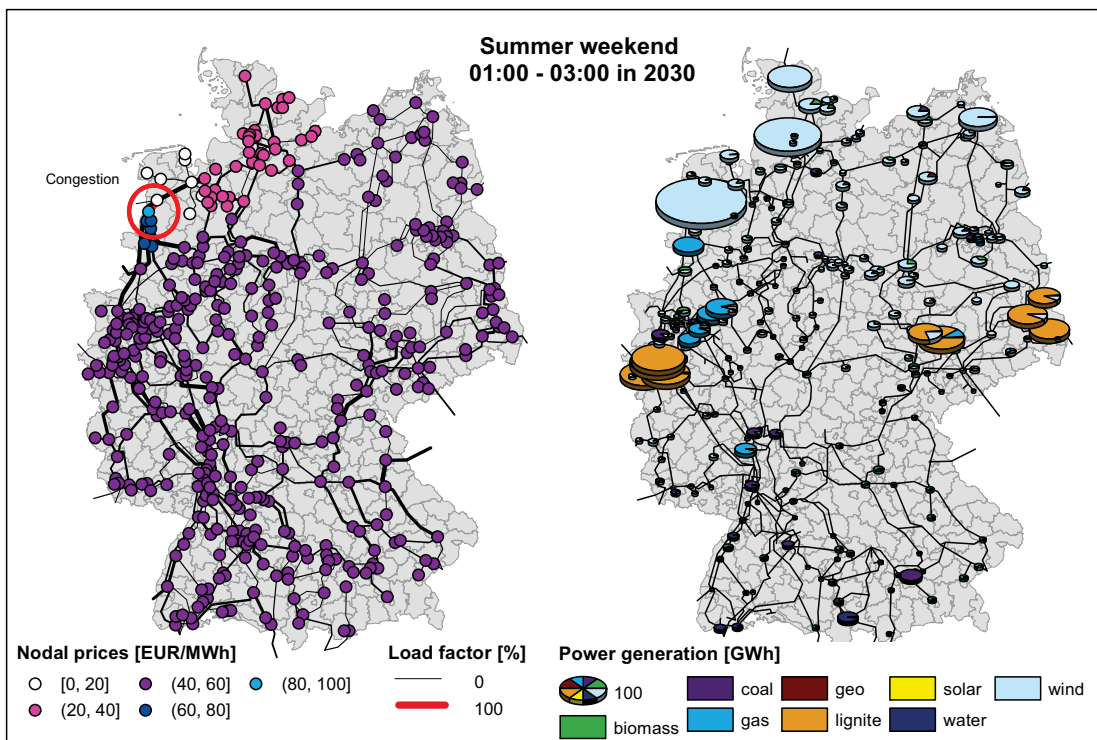 Summer weekend
01:00 - 03:00 in 2030
Congestion
Nodal prices [EUR/MWh]
[0, 20]
(40, 60]
(80, 100]
(20, 40]
(60, 80]
Load factor [%]
0
100
Power generation [GWh]
100
coal
geo
solar
wind
biomass
gas
lignite
water